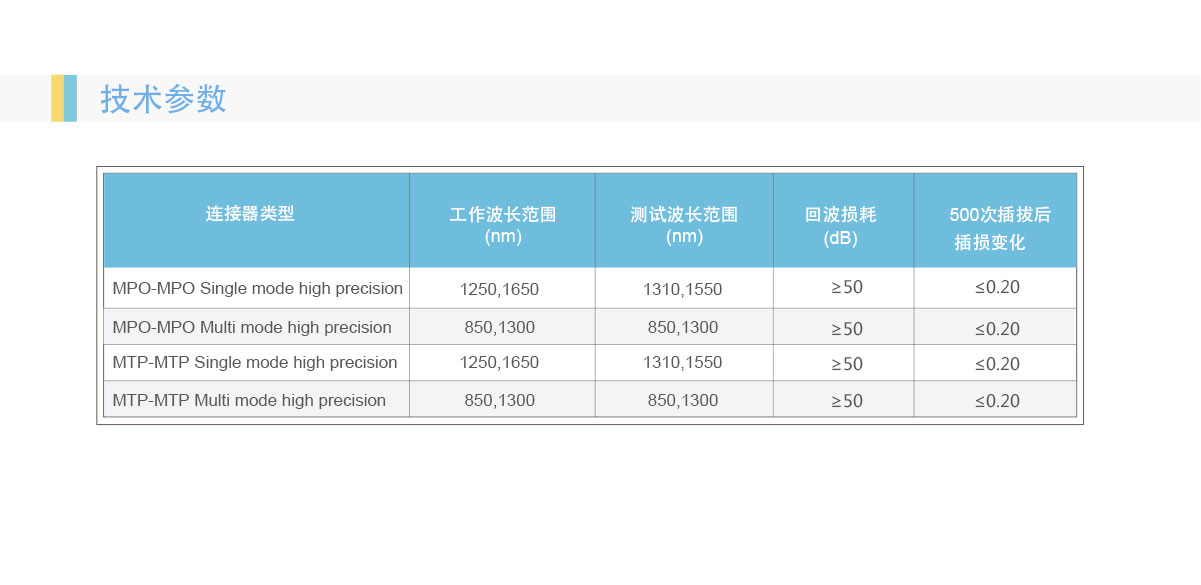 技术参数
连接器类型 工作波长范围 (nm) 测试波长范围 (nm) 回波损耗 (dB) 500次插拔后 插损变化
MPO-MPO Single mode high precision 1250,1650 1310,1550 ≥50 ≤0.20
MPO-MPO Multi mode high precision 850,1300 850,1300 ≥50 ≤0.20
MTP-MTP Single mode high precision 1250,1650 1310,1550 ≥50 ≤0.20
MTP-MTP Multi mode high precision 850,1300 850,1300 ≥50 ≤0.20